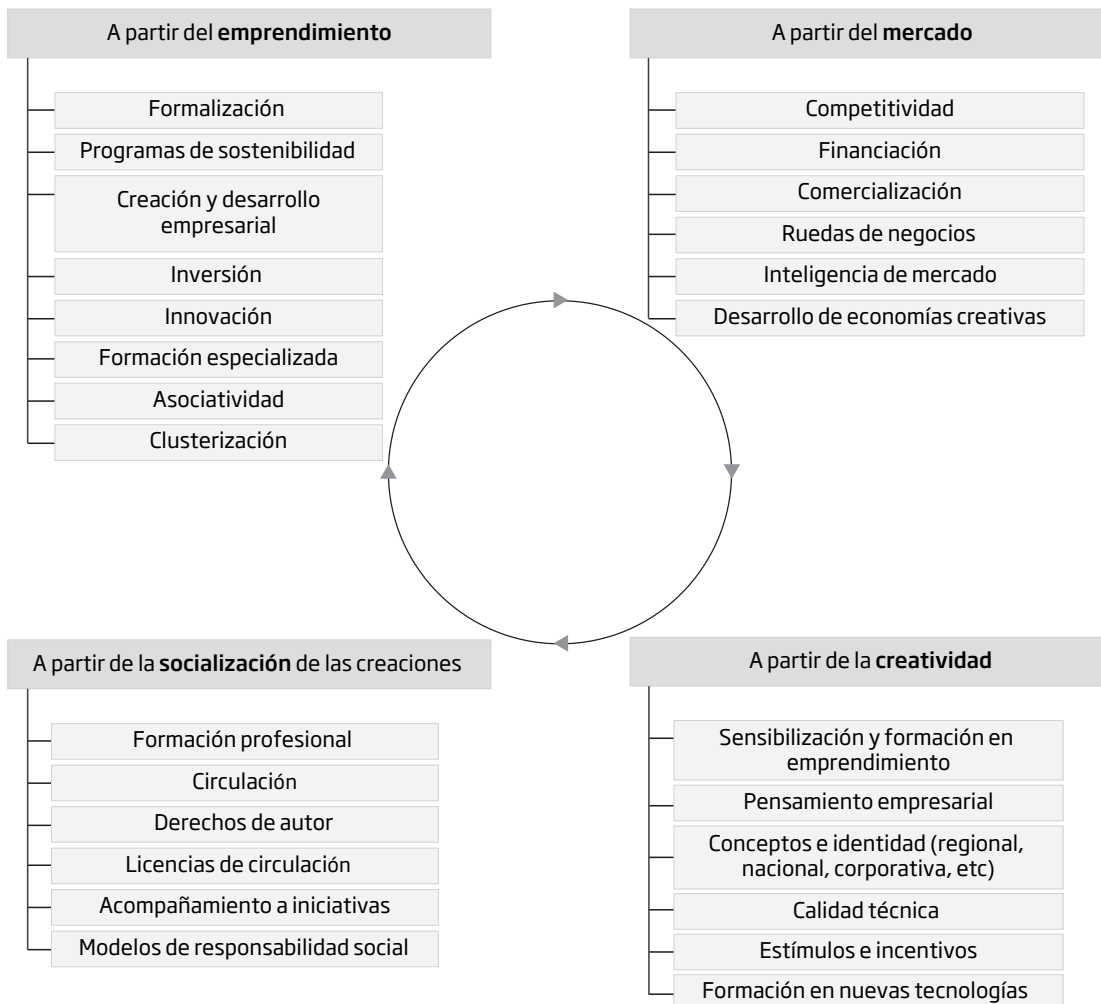 A partir del emprendimiento
Formalización
Programas de sostenibilidad
Creación y desarrollo
empresarial
Inversión
Innovación
Formación especializada
Asociatividad
Clusterización
A partir del mercado
Competitividad
Financiación
Comercialización
Ruedas de negocios
Inteligencia de mercado
Desarrollo de economías creativas
A partir de la socialización de las creaciones
Formación profesional
Circulación
Derechos de autor
Licencias de circulación
Acompañamiento a iniciativas
Modelos de responsabilidad social
A partir de la creatividad
Sensibilización y formación en
emprendimiento
Pensamiento empresarial
Conceptos e identidad (regional,
nacional, corporativa, etc)
Calidad técnica
Estímulos e incentivos
Formación en nuevas tecnologías